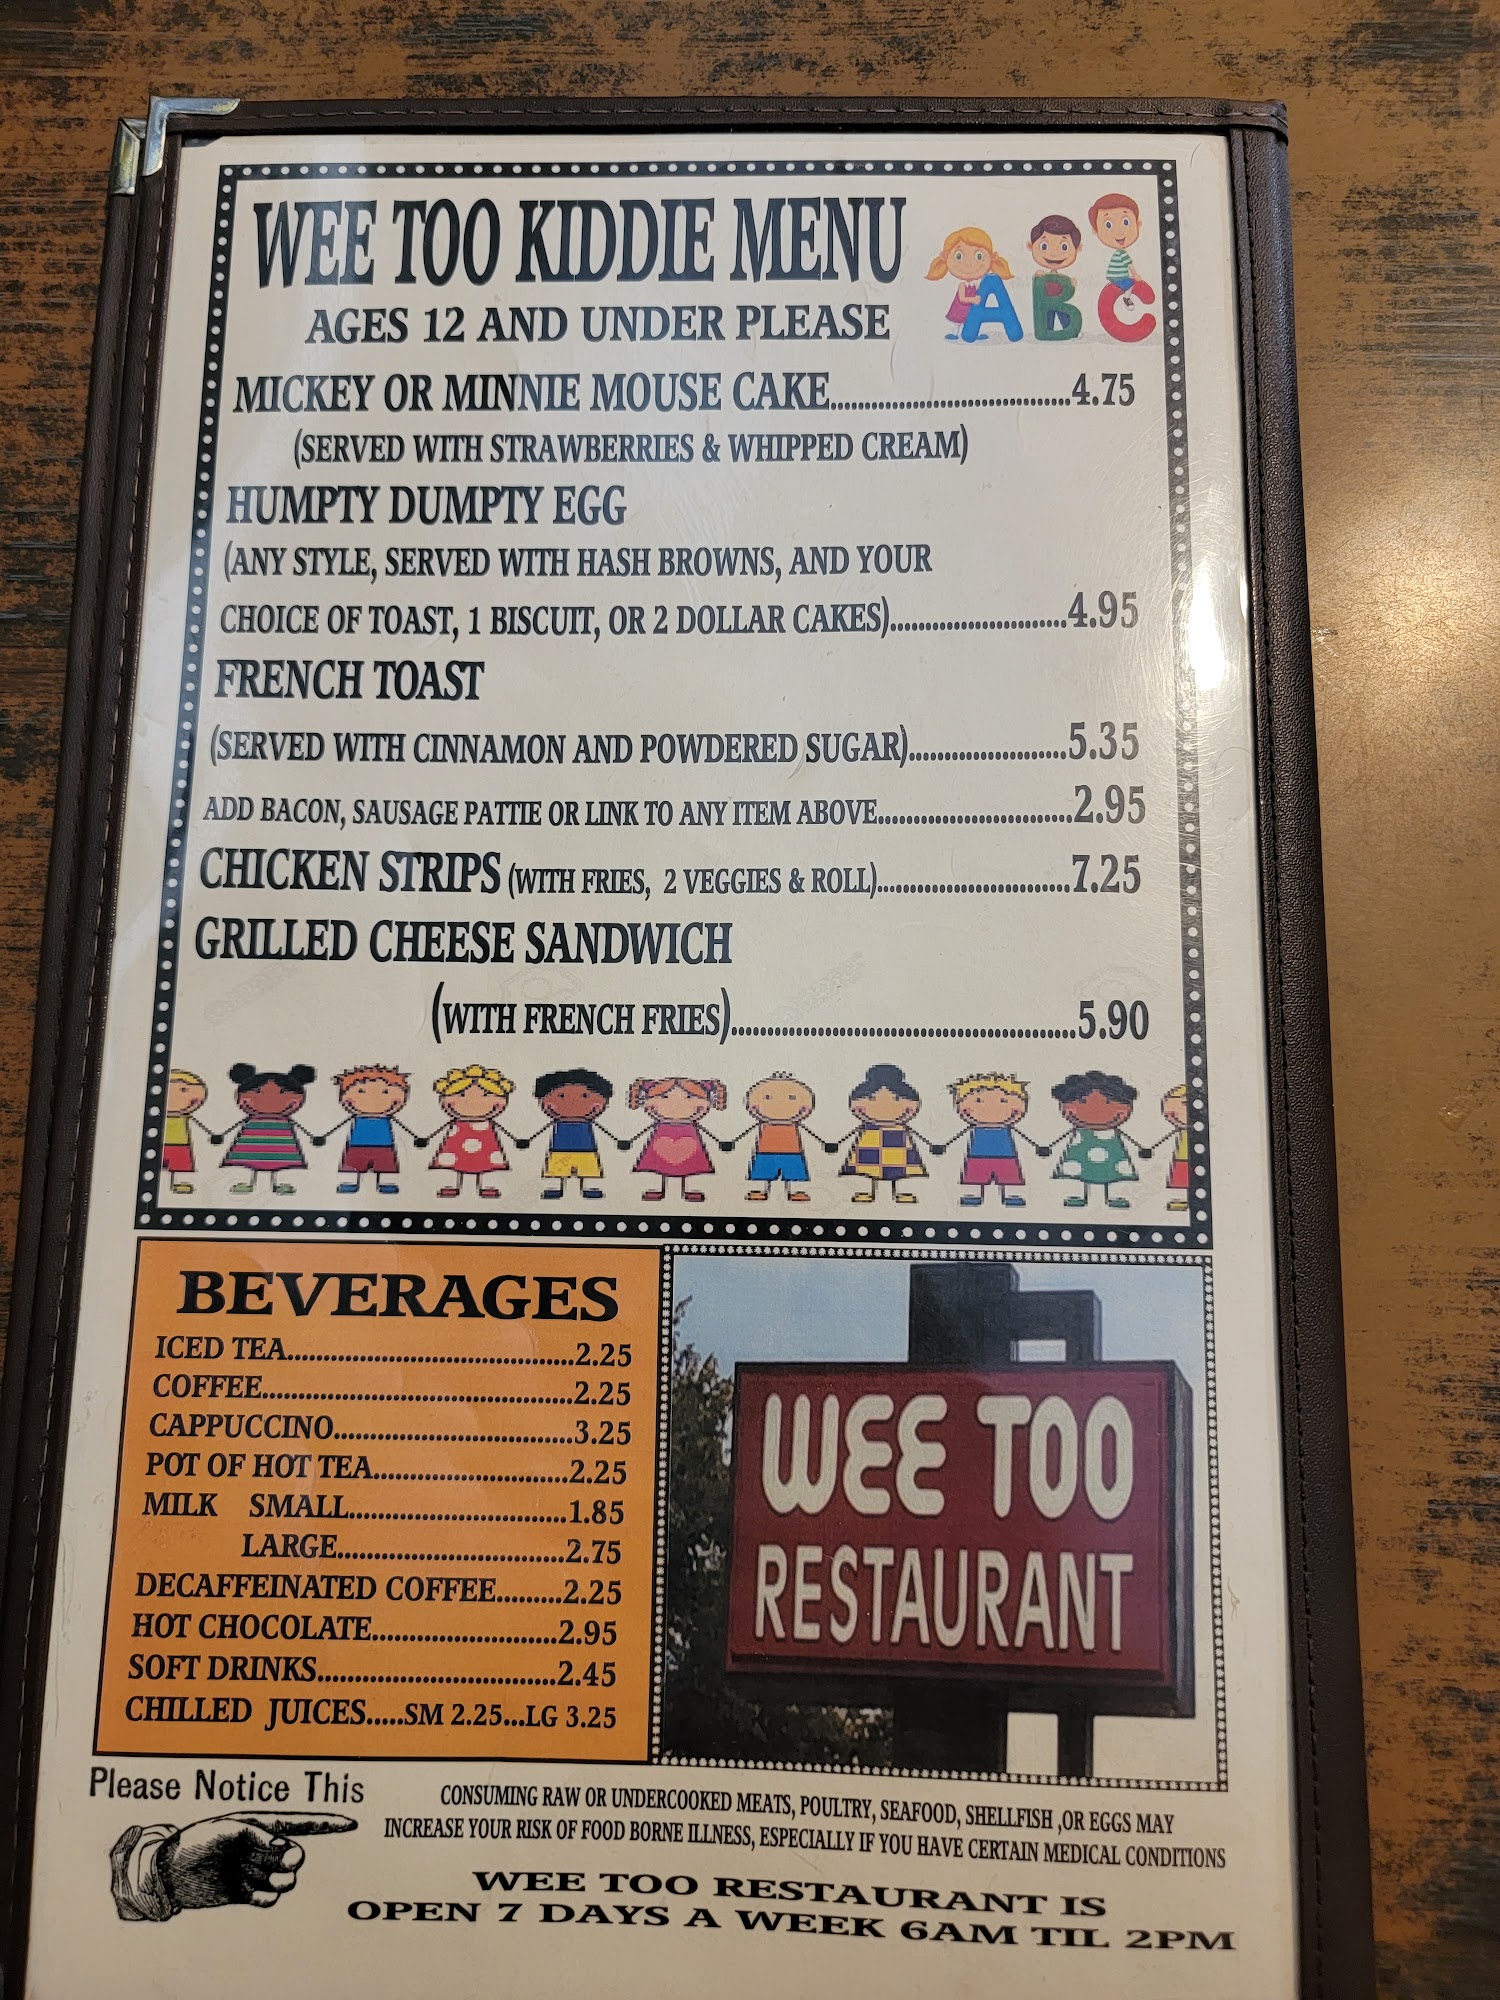 WEE TOO KIDDIE MENU
ABC
AGES 12 AND UNDER PLEASE
MICKEY OR MINNIE MOUSE CAKE..................................4.75
(SERVED WITH STRAWBERRIES & WHIPPED CREAM)
HUMPTY DUMPTY EGG
(ANY STYLE, SERVED WITH HASH BROWNS, AND YOUR
CHOICE OF TOAST, 1 BISCUIT, OR 2 DOLLAR CAKES).........................4.95
FRENCH TOAST
(SERVED WITH CINNAMON AND POWDERED SUGAR)......................5.35
ADD BACON, SAUSAGE PATTIE OR LINK TO ANY ITEM ABOVE...........................2.95
CHICKEN STRIPS (WITH FRIES, 2 VEGGIES & ROLL)...........................7.25
GRILLED CHEESE SANDWICH
(WITH FRENCH FRIES)................................................5.90
BEVERAGES
ICED TEA.......................................2.25
COFFEE..........................................2.25
CAPPUCCINO................................3.25
POT OF HOT TEA..........................2.25
MILK SMALL.............................1.85
LARGE...............................2.75
DECAFFEINATED COFFEE.........2.25
HOT CHOCOLATE.........................2.95
SOFT DRINKS................................2.45
CHILLED JUICES.....SM 2.25...LG 3.25
WEE TOO
RESTAURANT
Please Notice This
CONSUMING RAW OR UNDERCOOKED MEATS, POULTRY, SEAFOOD, SHELLFISH ,OR EGGS MAY
INCREASE YOUR RISK OF FOOD BORNE ILLNESS, ESPECIALLY IF YOU HAVE CERTAIN MEDICAL CONDITIONS
WEE TOO RESTAURANT IS
OPEN 7 DAYS A WEEK 6AM TIL 2PM